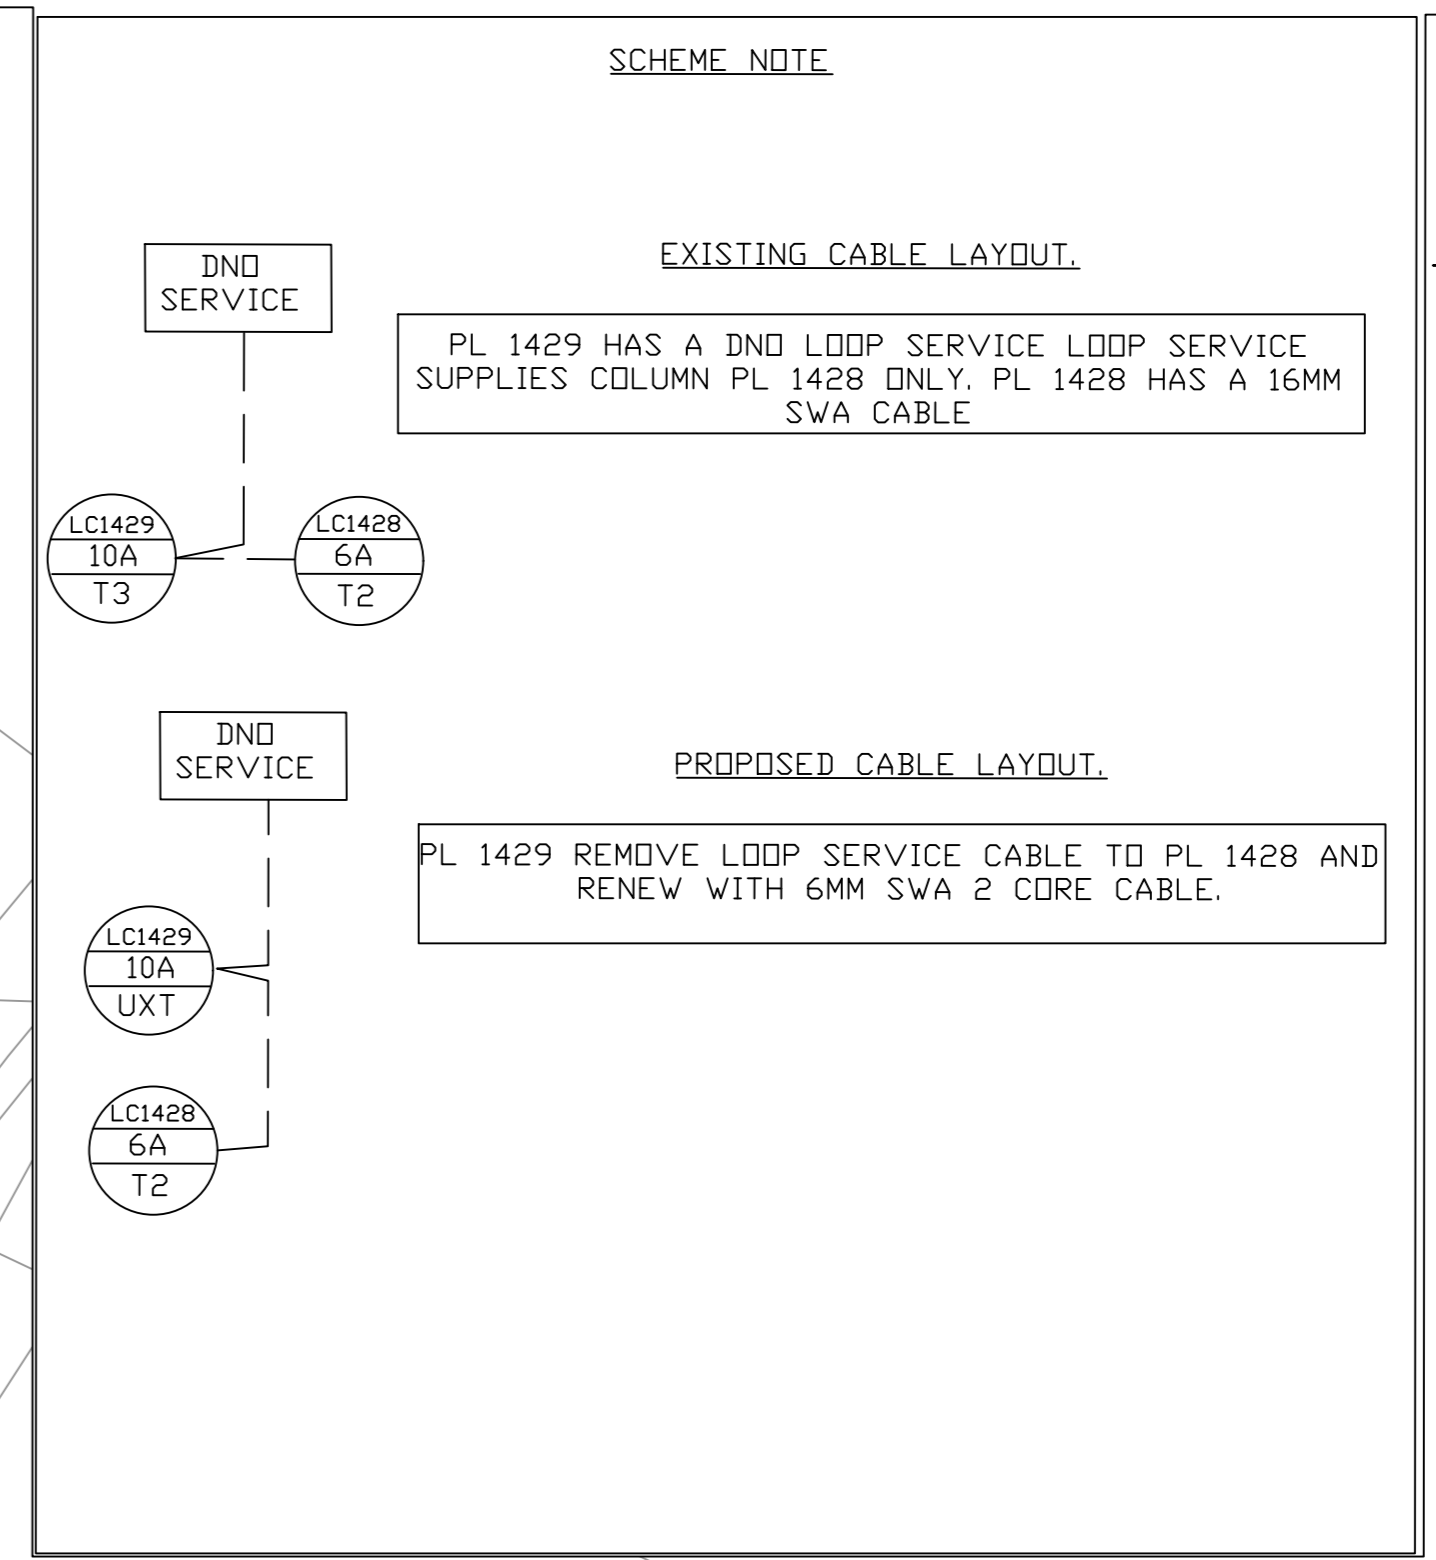 SCHEME NOTE
DNO
SERVICE
EXISTING CABLE LAYOUT.
PL 1429 HAS A DNO LOOP SERVICE LOOP SERVICE
SUPPLIES COLUMN PL 1428 ONLY. PL 1428 HAS A 16MM
SWA CABLE
LC1429
10A
T3
LC1428
6A
T2
DNO
SERVICE
PROPOSED CABLE LAYOUT.
PL 1429 REMOVE LOOP SERVICE CABLE TO PL 1428 AND
RENEW WITH 6MM SWA 2 CORE CABLE.
LC1429
10A
UXT
LC1428
6A
T2